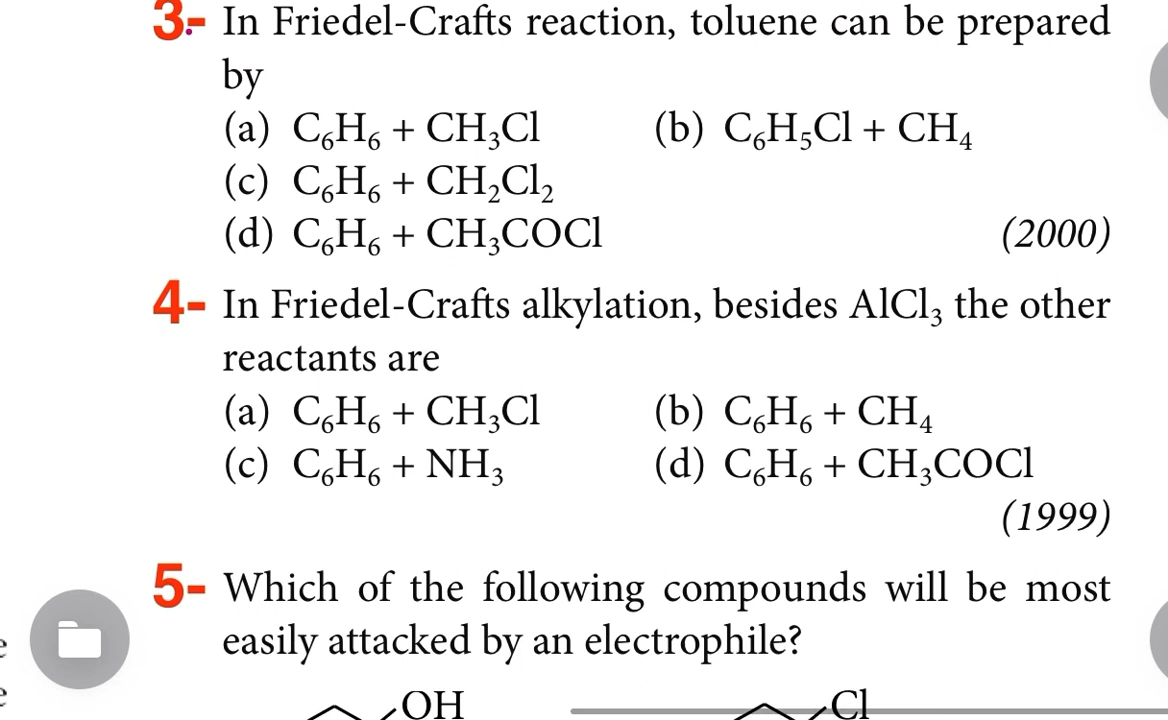 3.- In Friedel-Crafts reaction, toluene can be prepared
by
(a) C₆H₆ + CH₃Cl (b) C₆H₅Cl + CH₄
(c) C₆H₆ + CH₂Cl₂
(d) C₆H₆ + CH₃COCl (2000)
4- In Friedel-Crafts alkylation, besides AlCl₃ the other
reactants are
(a) C₆H₆ + CH₃Cl (b) C₆H₆ + CH₄
(c) C₆H₆ + NH₃ (d) C₆H₆ + CH₃COCl
(1999)
5- Which of the following compounds will be most
e
easily attacked by an electrophile?
e
OH Cl